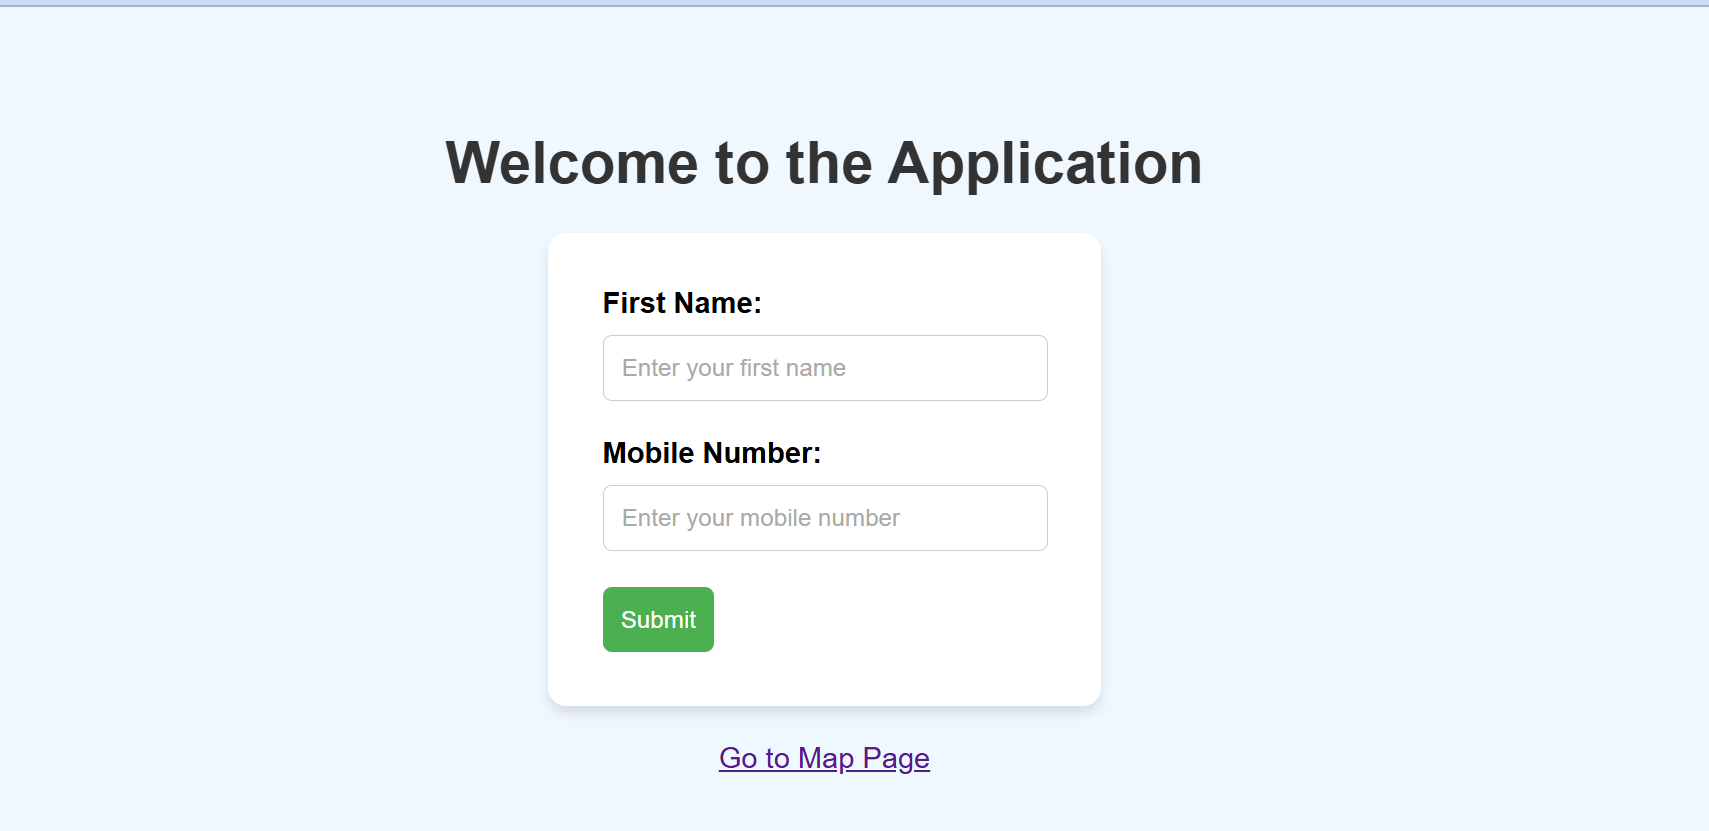 Welcome to the Application
First Name:
Enter your first name
Mobile Number:
Enter your mobile number
Submit
Go to Map Page